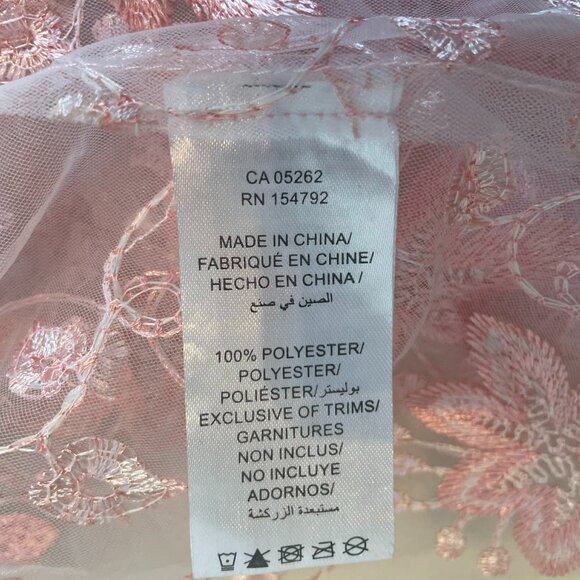 CA 05262
RN 154792
MADE IN CHINA/
FABRIQUÉ EN CHINE/
HECHO EN CHINA /
الصين في صنع
100% POLYESTER/
POLYESTER/
POLIÉSTER/بوليستر/
EXCLUSIVE OF TRIMS/
GARNITURES
NON INCLUS/
NO INCLUYE
ADORNOS/
مستبعدة الزركشة